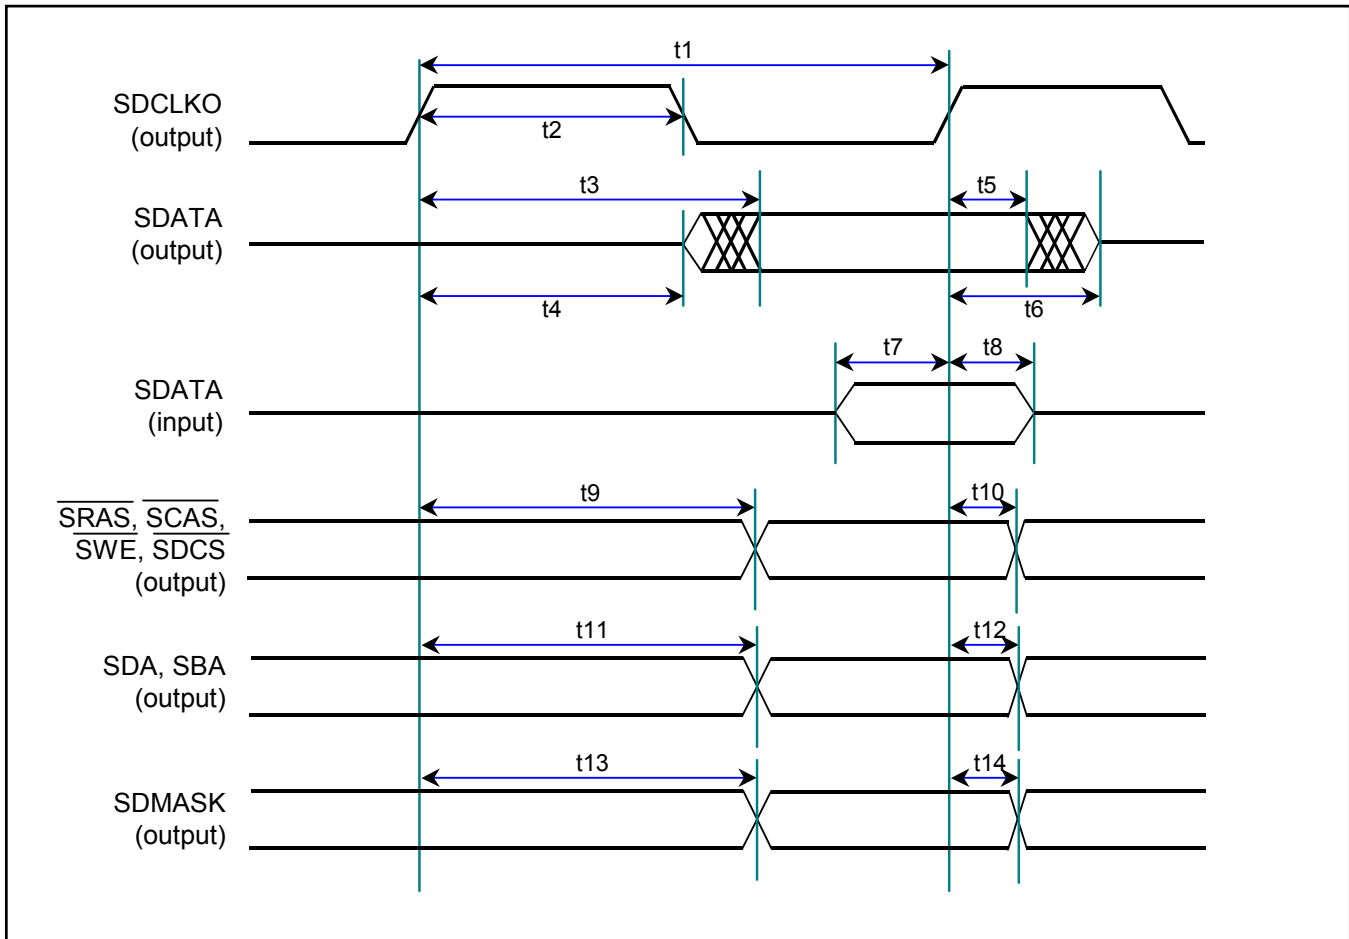 t1
SDCLKO
(output)
t2
t3
t5
SDATA
(output)
t4
t6
t7
t8
SDATA
(input)
t9
t10
SRAS, SCAS,
SWE, SDCS
(output)
t11
t12
SDA, SBA
(output)
t13
t14
SDMASK
(output)